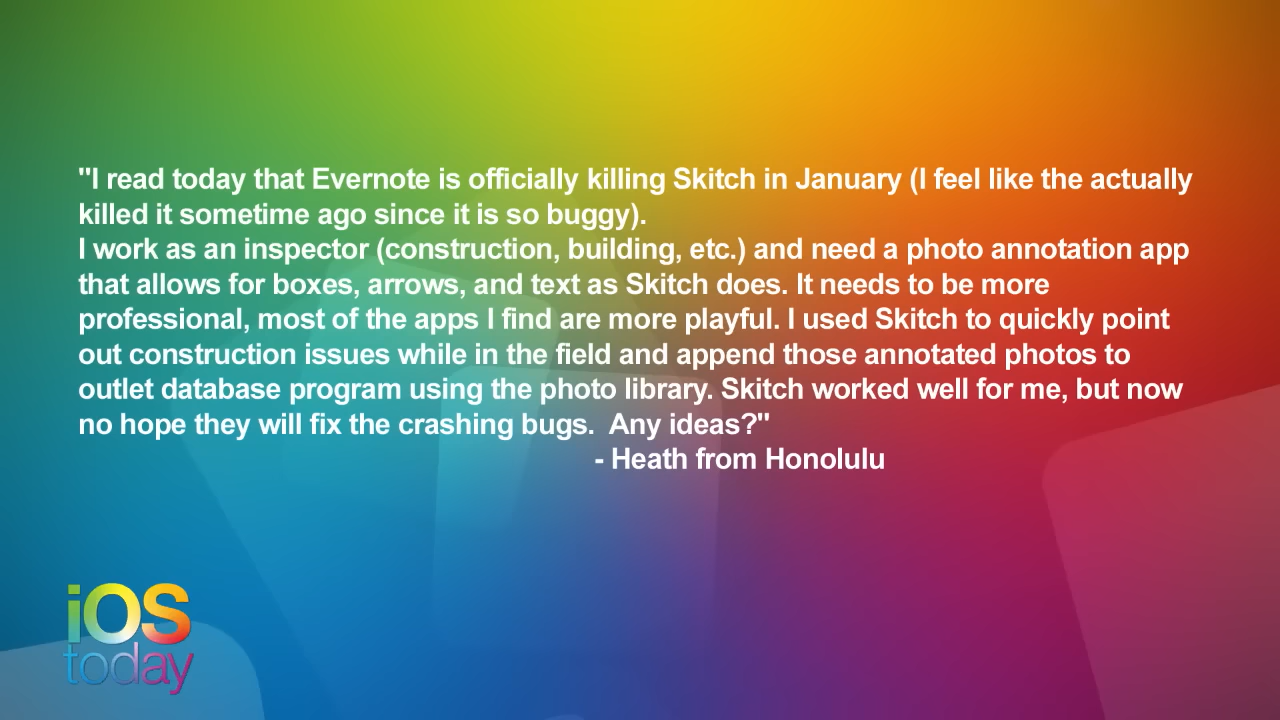 "I read today that Evernote is officially killing Skitch in January (I feel like the actually
killed it sometime ago since it is so buggy).
I work as an inspector (construction, building, etc.) and need a photo annotation app
that allows for boxes, arrows, and text as Skitch does. It needs to be more
professional, most of the apps I find are more playful. I used Skitch to quickly point
out construction issues while in the field and append those annotated photos to
outlet database program using the photo library. Skitch worked well for me, but now
no hope they will fix the crashing bugs.  Any ideas?"
- Heath from Honolulu
iOS
today